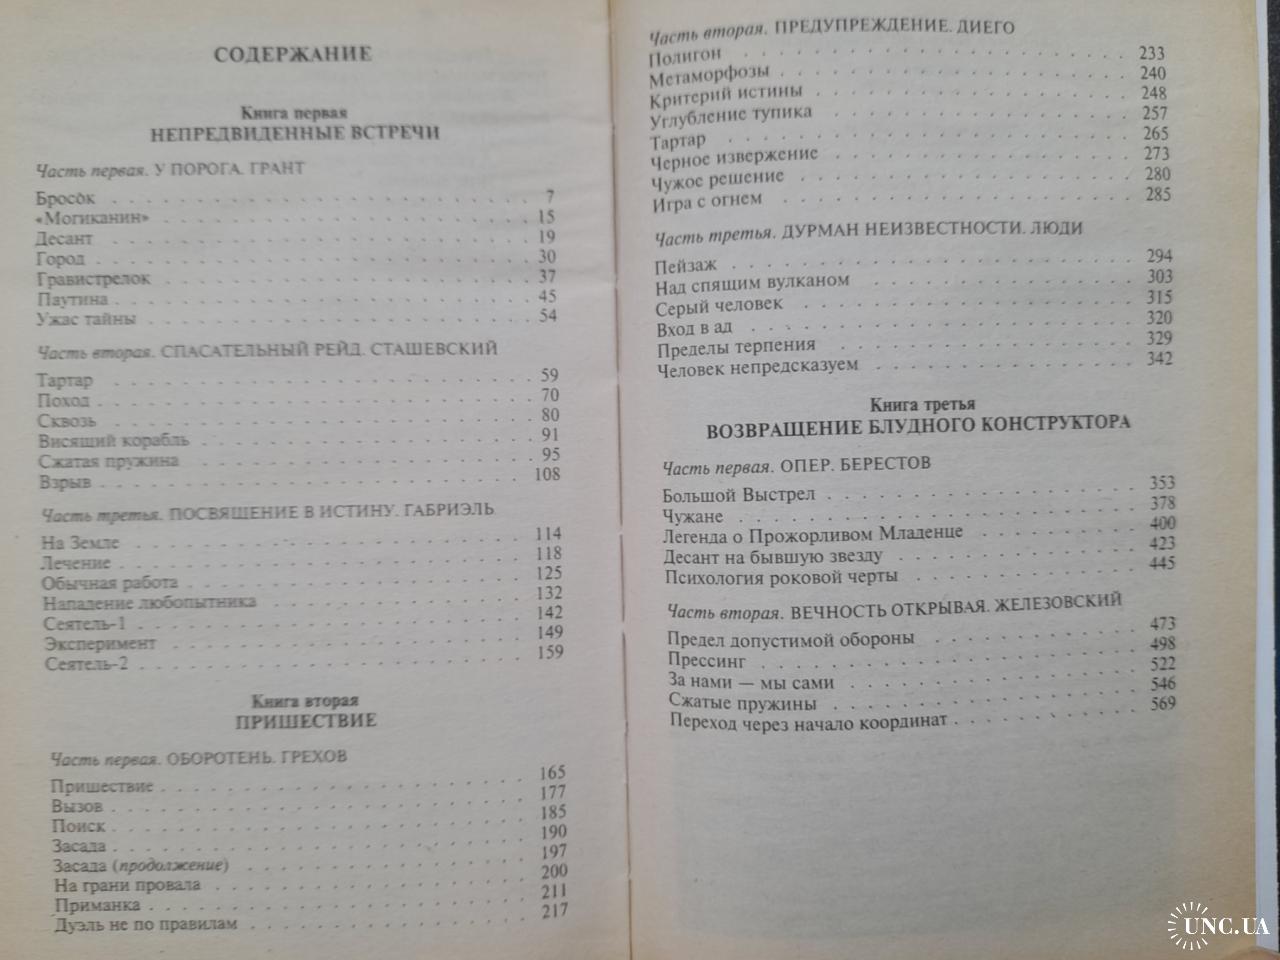 СОДЕРЖАНИЕ
Книга первая
НЕПРЕДВИДЕННЫЕ ВСТРЕЧИ
Часть первая. У ПОРОГА. ГРАНТ
Бросок 7
«Могиканин» 15
Десант 19
Город 30
Грависстрелок 37
Паутина 45
Ужас тайны 54
Часть вторая. СПАСАТЕЛЬНЫЙ РЕЙД. СТАШЕВСКИЙ
Тартар 59
Поход 70
Сквозь 80
Висящий корабль 91
Сжатая пружина 95
Взрыв 108
Часть третья. ПОСВЯЩЕНИЕ В ИСТИНУ. ГАБРИЭЛЬ
На Земле 114
Лечение 118
Обычная работа 125
Нападение любопытника 132
Сеятель-1 142
Эксперимент 149
Сеятель-2 159
Книга вторая
ПРИШЕСТВИЕ
Часть первая. ОБОРОТЕНЬ. ГРЕХОВ
Пришествие 165
Вызов 177
Поиск 185
Засада 190
Засада (продолжение) 197
На грани провала 200
Приманка 211
Дуэль не по правилам 217
Часть вторая. ПРЕДУПРЕЖДЕНИЕ. ДИЕГО
Полигон 233
Метаморфозы 240
Критерий истины 248
Углубление тупика 257
Тартар 265
Черное извержение 273
Чужое решение 280
Игра с огнем 285
Часть третья. ДУРМАН НЕИЗВЕСТНОСТИ. ЛЮДИ
Пейзаж 294
Над спящим вулканом 303
Серый человек 315
Вход в ад 320
Пределы терпения 329
Человек непредсказуем 342
Книга третья
ВОЗВРАЩЕНИЕ БЛУДНОГО КОНСТРУКТОРА
Часть первая. ОПЕР. БЕРЕСТОВ
Большой Выстрел 353
Чужане 378
Легенда о Прожорливом Младенце 400
Десант на бывшую звезду 423
Психология роковой черты 445
Часть вторая. ВЕЧНОСТЬ ОТКРЫВАЯ. ЖЕЛЕЗОВСКИЙ
Предел допустимой обороны 473
Прессинг 498
За нами — мы сами 522
Сжатые пружины 546
Переход через начало координат 569
UNC.UA